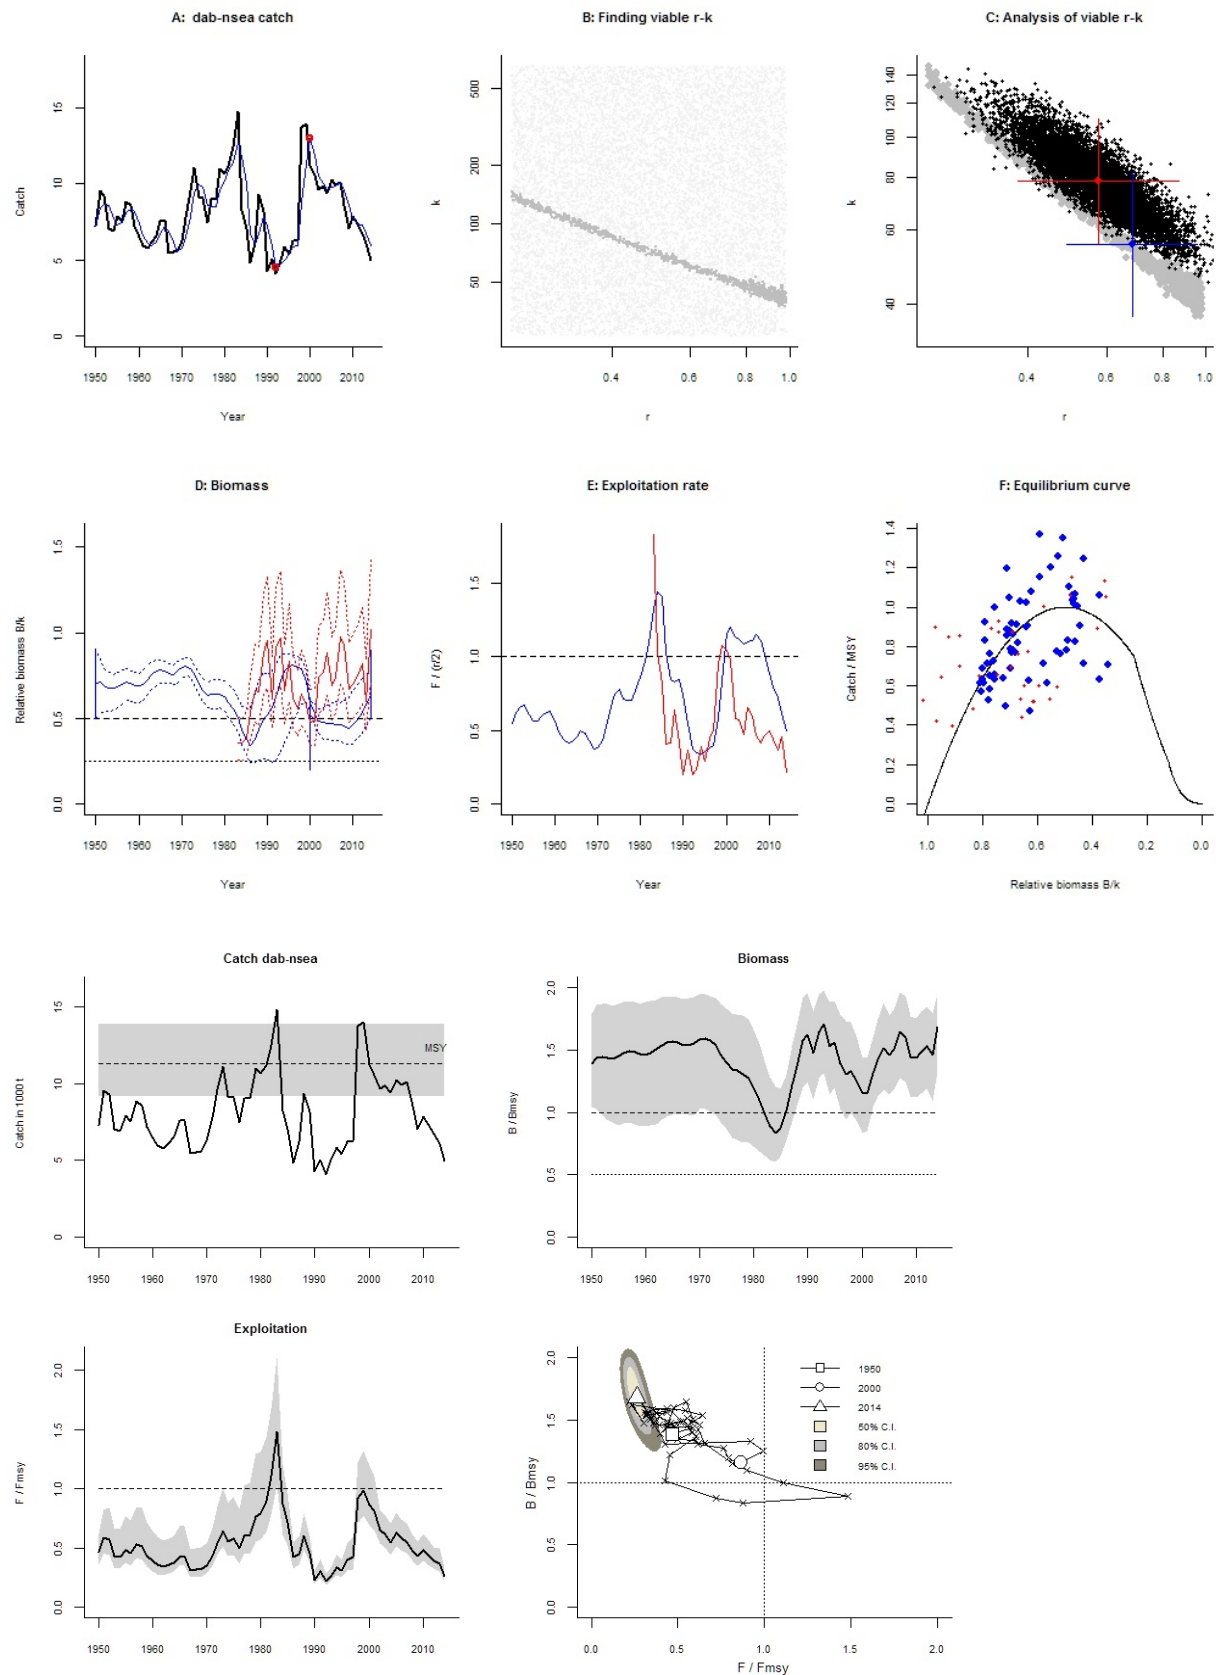 A:  dab-nsea catch
Catch
15
10
5
0
1950 1960 1970 1980 1990 2000 2010
Year
B: Finding viable r-k
k
500
200
100
50
0.4 0.6 0.8 1.0
r
C: Analysis of viable r-k
k
140
120
100
80
60
40
0.4 0.6 0.8 1.0
r
D: Biomass
Relative biomass B/k
1.5
1.0
0.5
0.0
1950 1960 1970 1980 1990 2000 2010
Year
E: Exploitation rate
F / (r/2)
1.5
1.0
0.5
0.0
1950 1960 1970 1980 1990 2000 2010
Year
F: Equilibrium curve
Catch / MSY
1.4
1.2
1.0
0.8
0.6
0.4
0.2
0.0
1.0 0.8 0.6 0.4 0.2 0.0
Relative biomass B/k
Catch dab-nsea
Catch in 1000 t
15
10
5
0
MSY
1950 1960 1970 1980 1990 2000 2010
Biomass
B / Bmsy
2.0
1.5
1.0
0.5
0.0
1950 1960 1970 1980 1990 2000 2010
Exploitation
F / Fmsy
2.0
1.5
1.0
0.5
0.0
1950 1960 1970 1980 1990 2000 2010
B / Bmsy
2.0
1.5
1.0
0.5
0.0
1950
2000
2014
50% C.I.
80% C.I.
95% C.I.
0.0 0.5 1.0 1.5 2.0
F / Fmsy